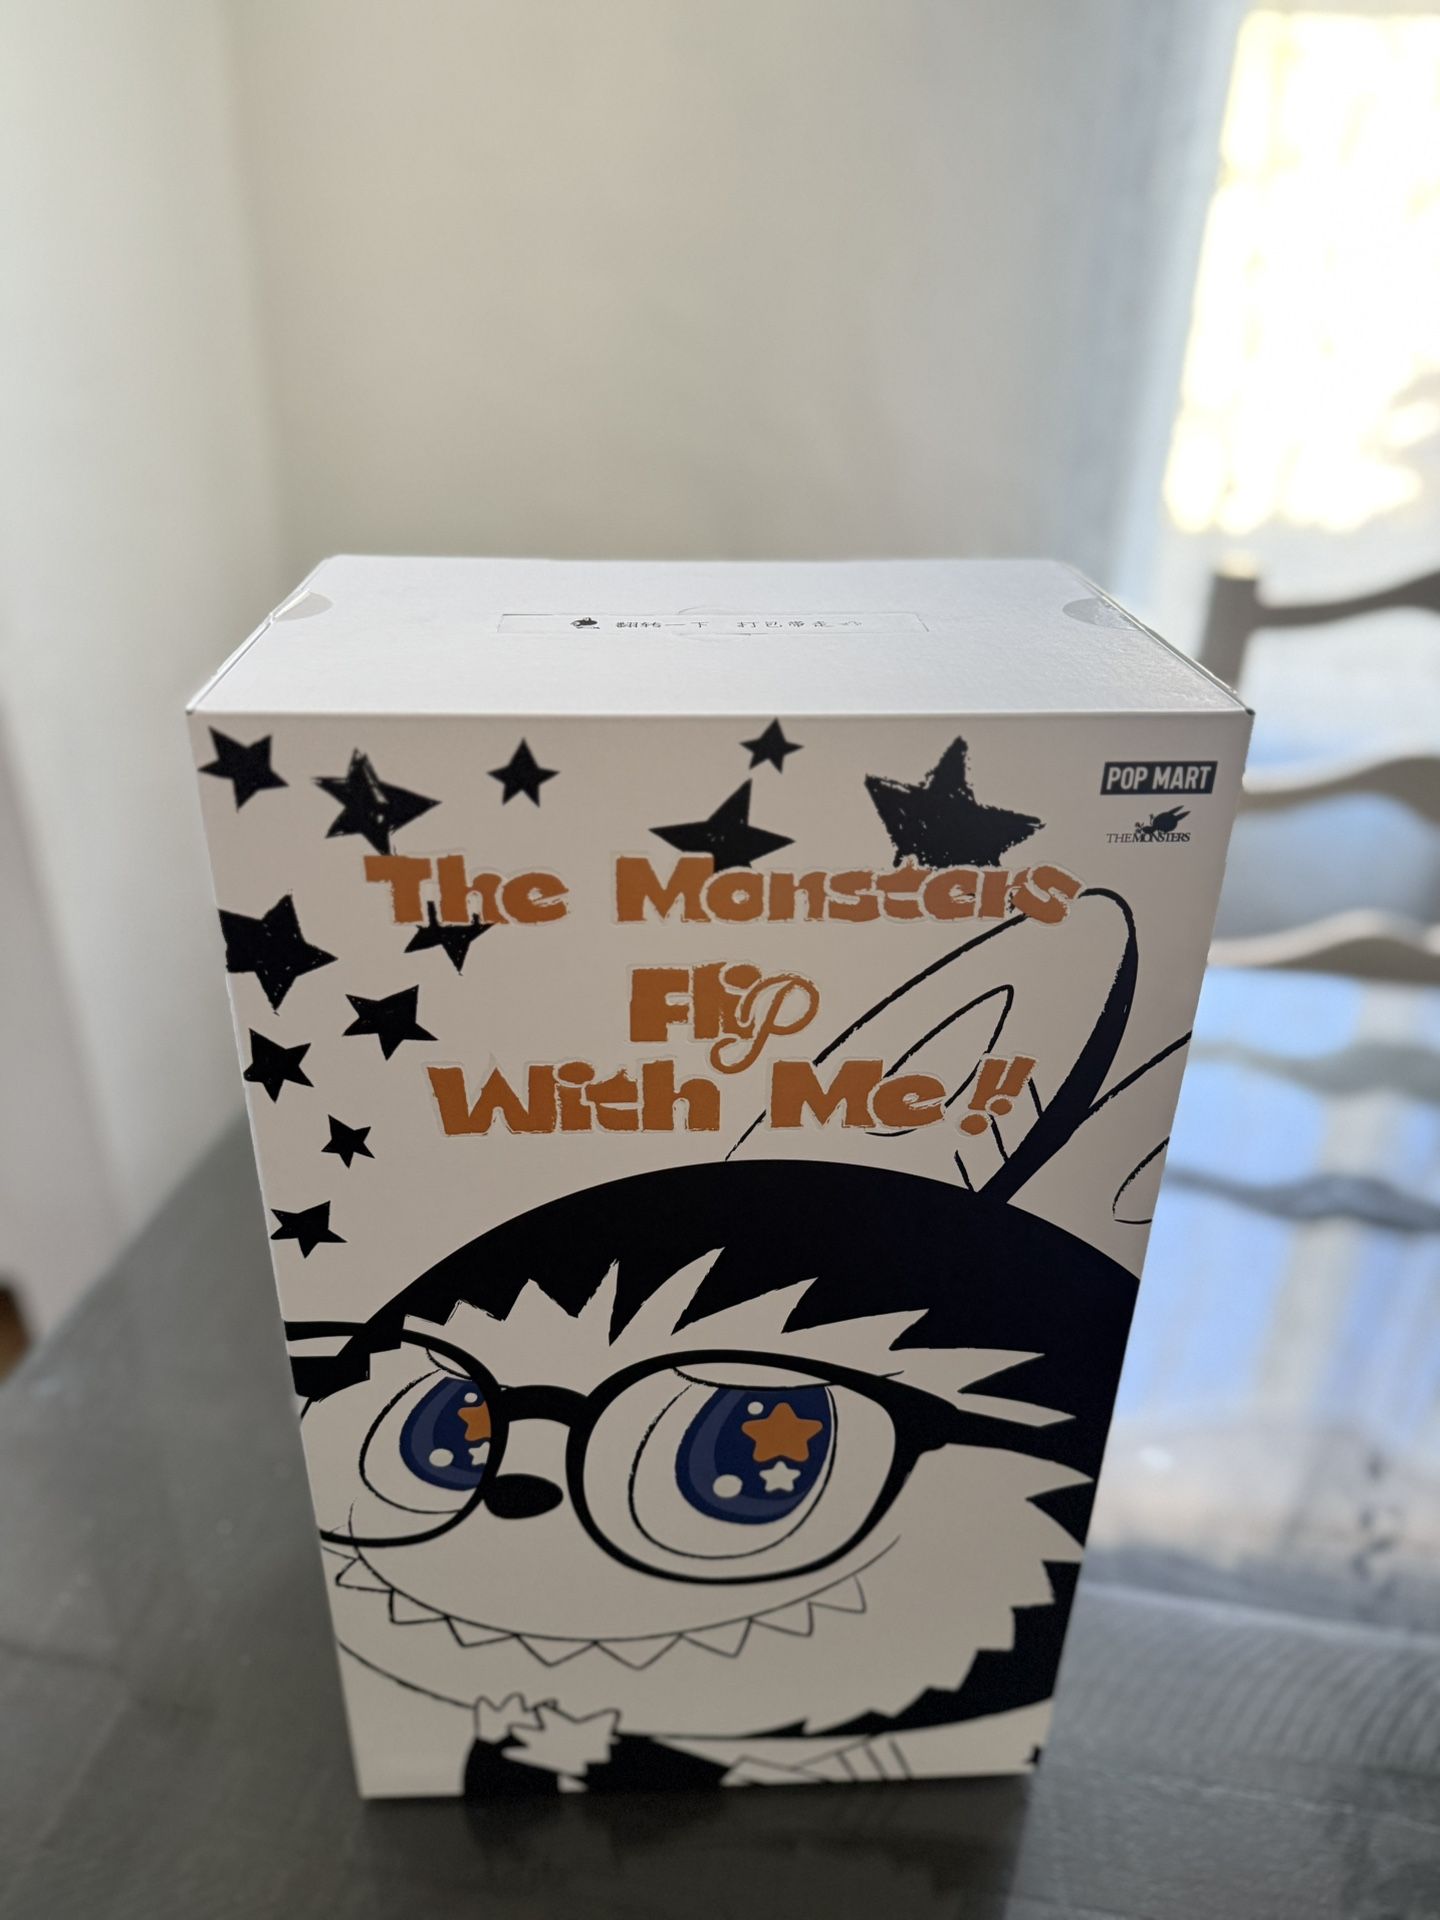 POP MART
THE MONSTERS
The Monsters
Flip
With Me!!